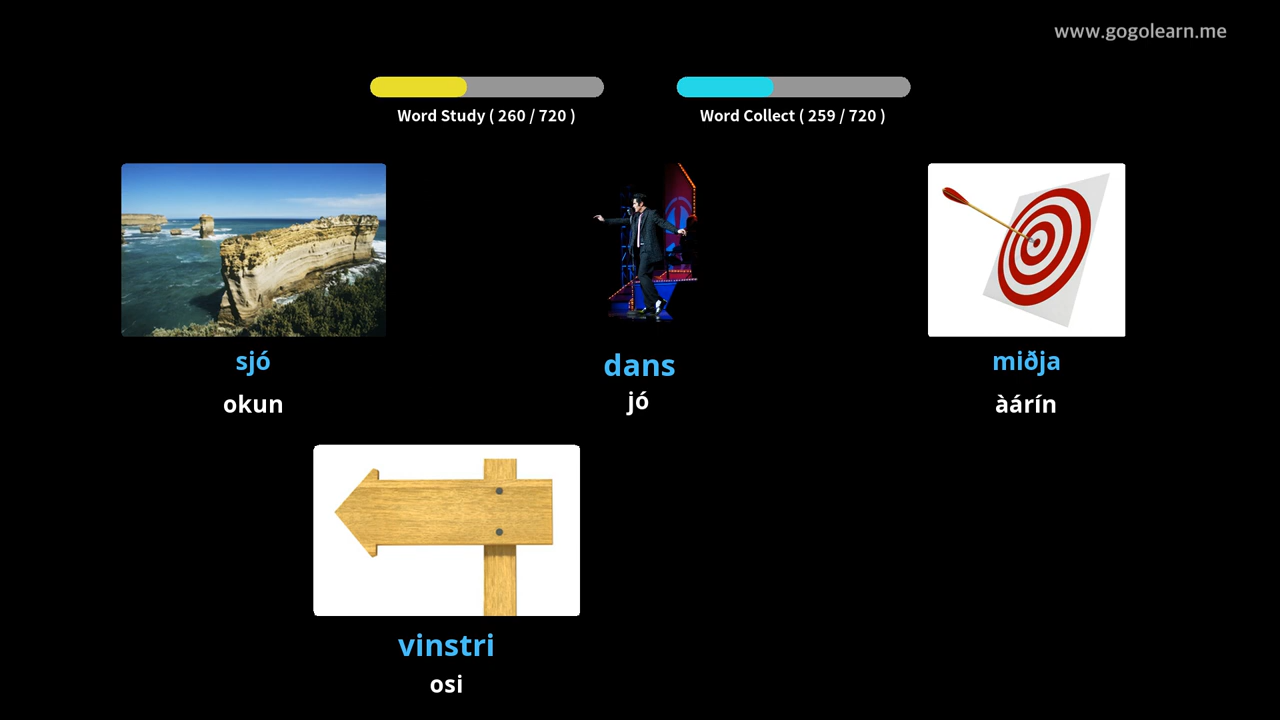 www.gogolearn.me
Word Study ( 260 / 720 )
Word Collect ( 259 / 720 )
sjó
okun
dans
jó
miðja
àárín
vinstri
osi